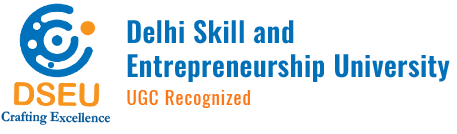 DSEU
Crafting Excellence
Delhi Skill and
Entrepreneurship University
UGC Recognized